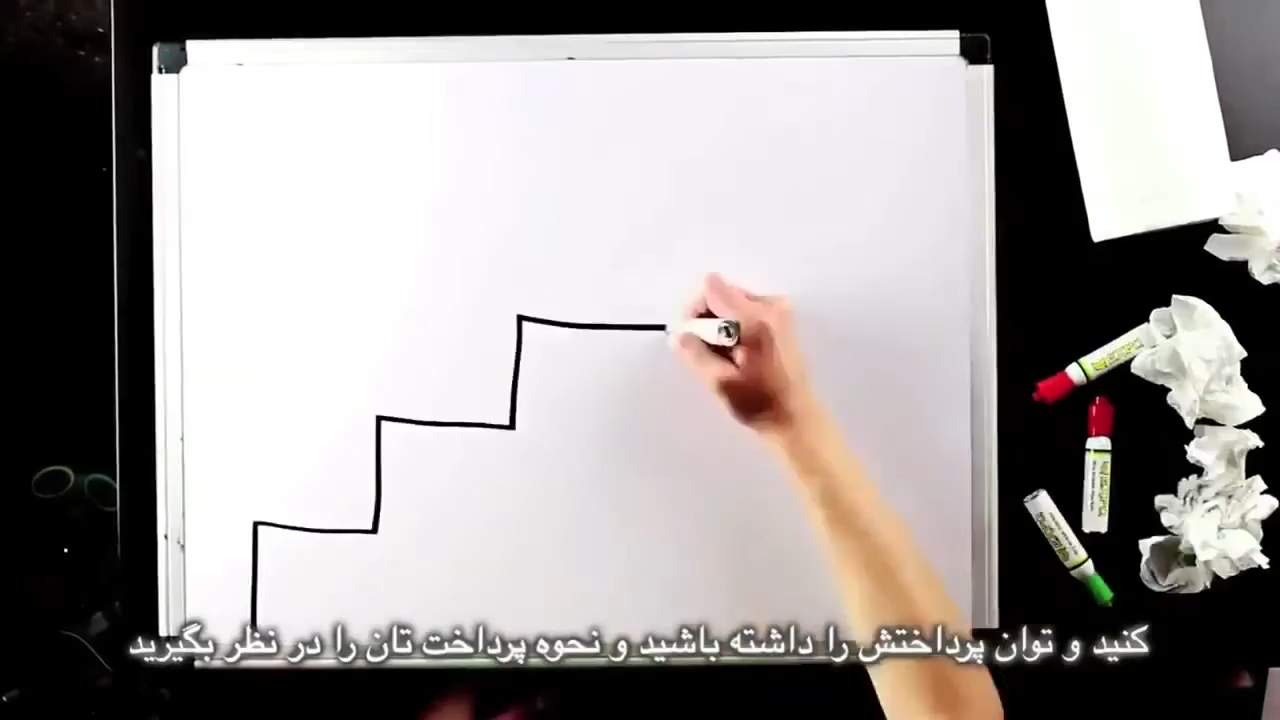 کنید و توان پرداختش را داشته باشید و نحوه پرداخت تان را در نظر بگیرید